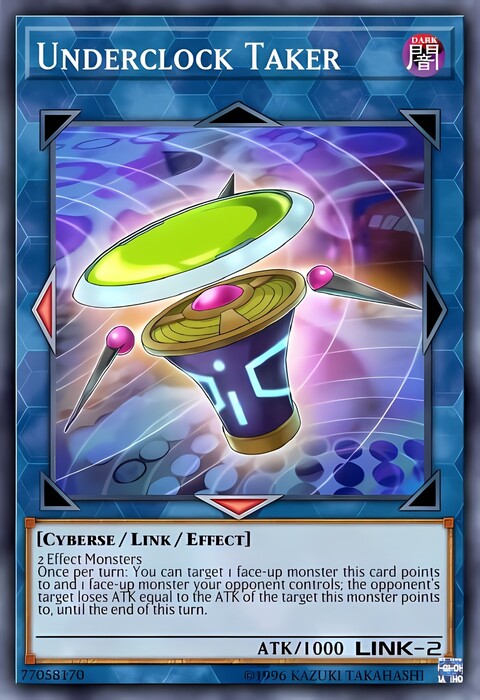 UNDERCLOCK TAKER
DARK
闇
[CYBERSE / LINK / EFFECT]
2 Effect Monsters
Once per turn: You can target 1 face-up monster this card points
to and 1 face-up monster your opponent controls; the opponent's
target loses ATK equal to the ATK of the target this monster points
to, until the end of this turn.
ATK/1000 LINK-2
77058170 ©1996 KAZUKI TAKAHASHI